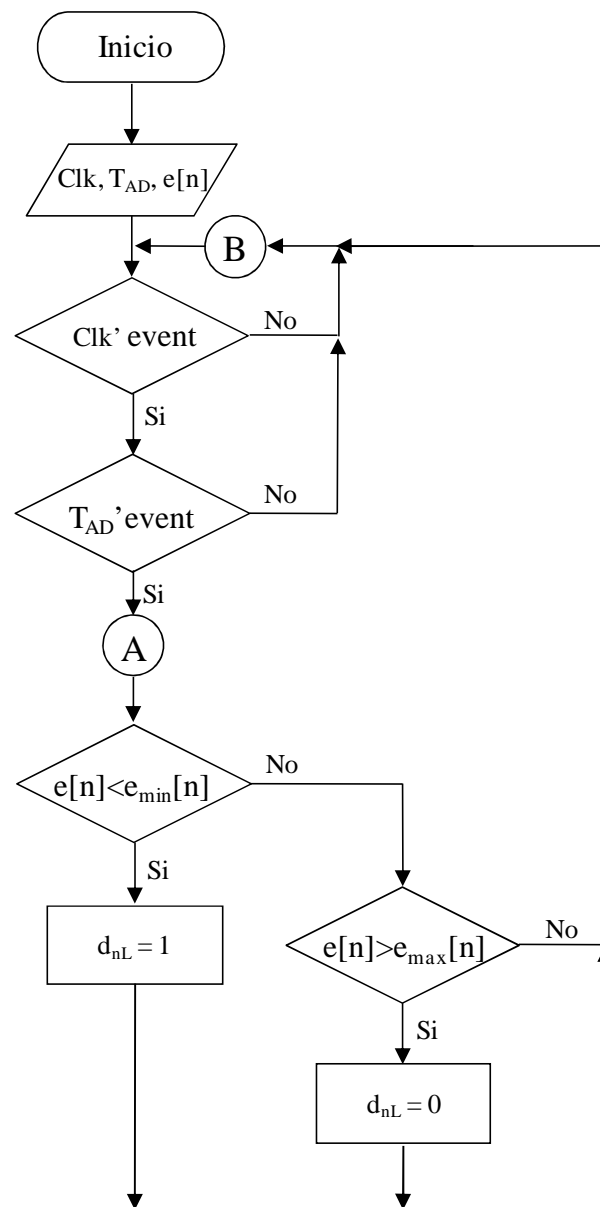 Inicio
Clk, T_AD, e[n]
B
Clk' event
No
Si
T_AD'event
No
Si
A
e[n]<e_min[n]
No
Si
d_nL = 1
e[n]>e_max[n]
No
Si
d_nL = 0